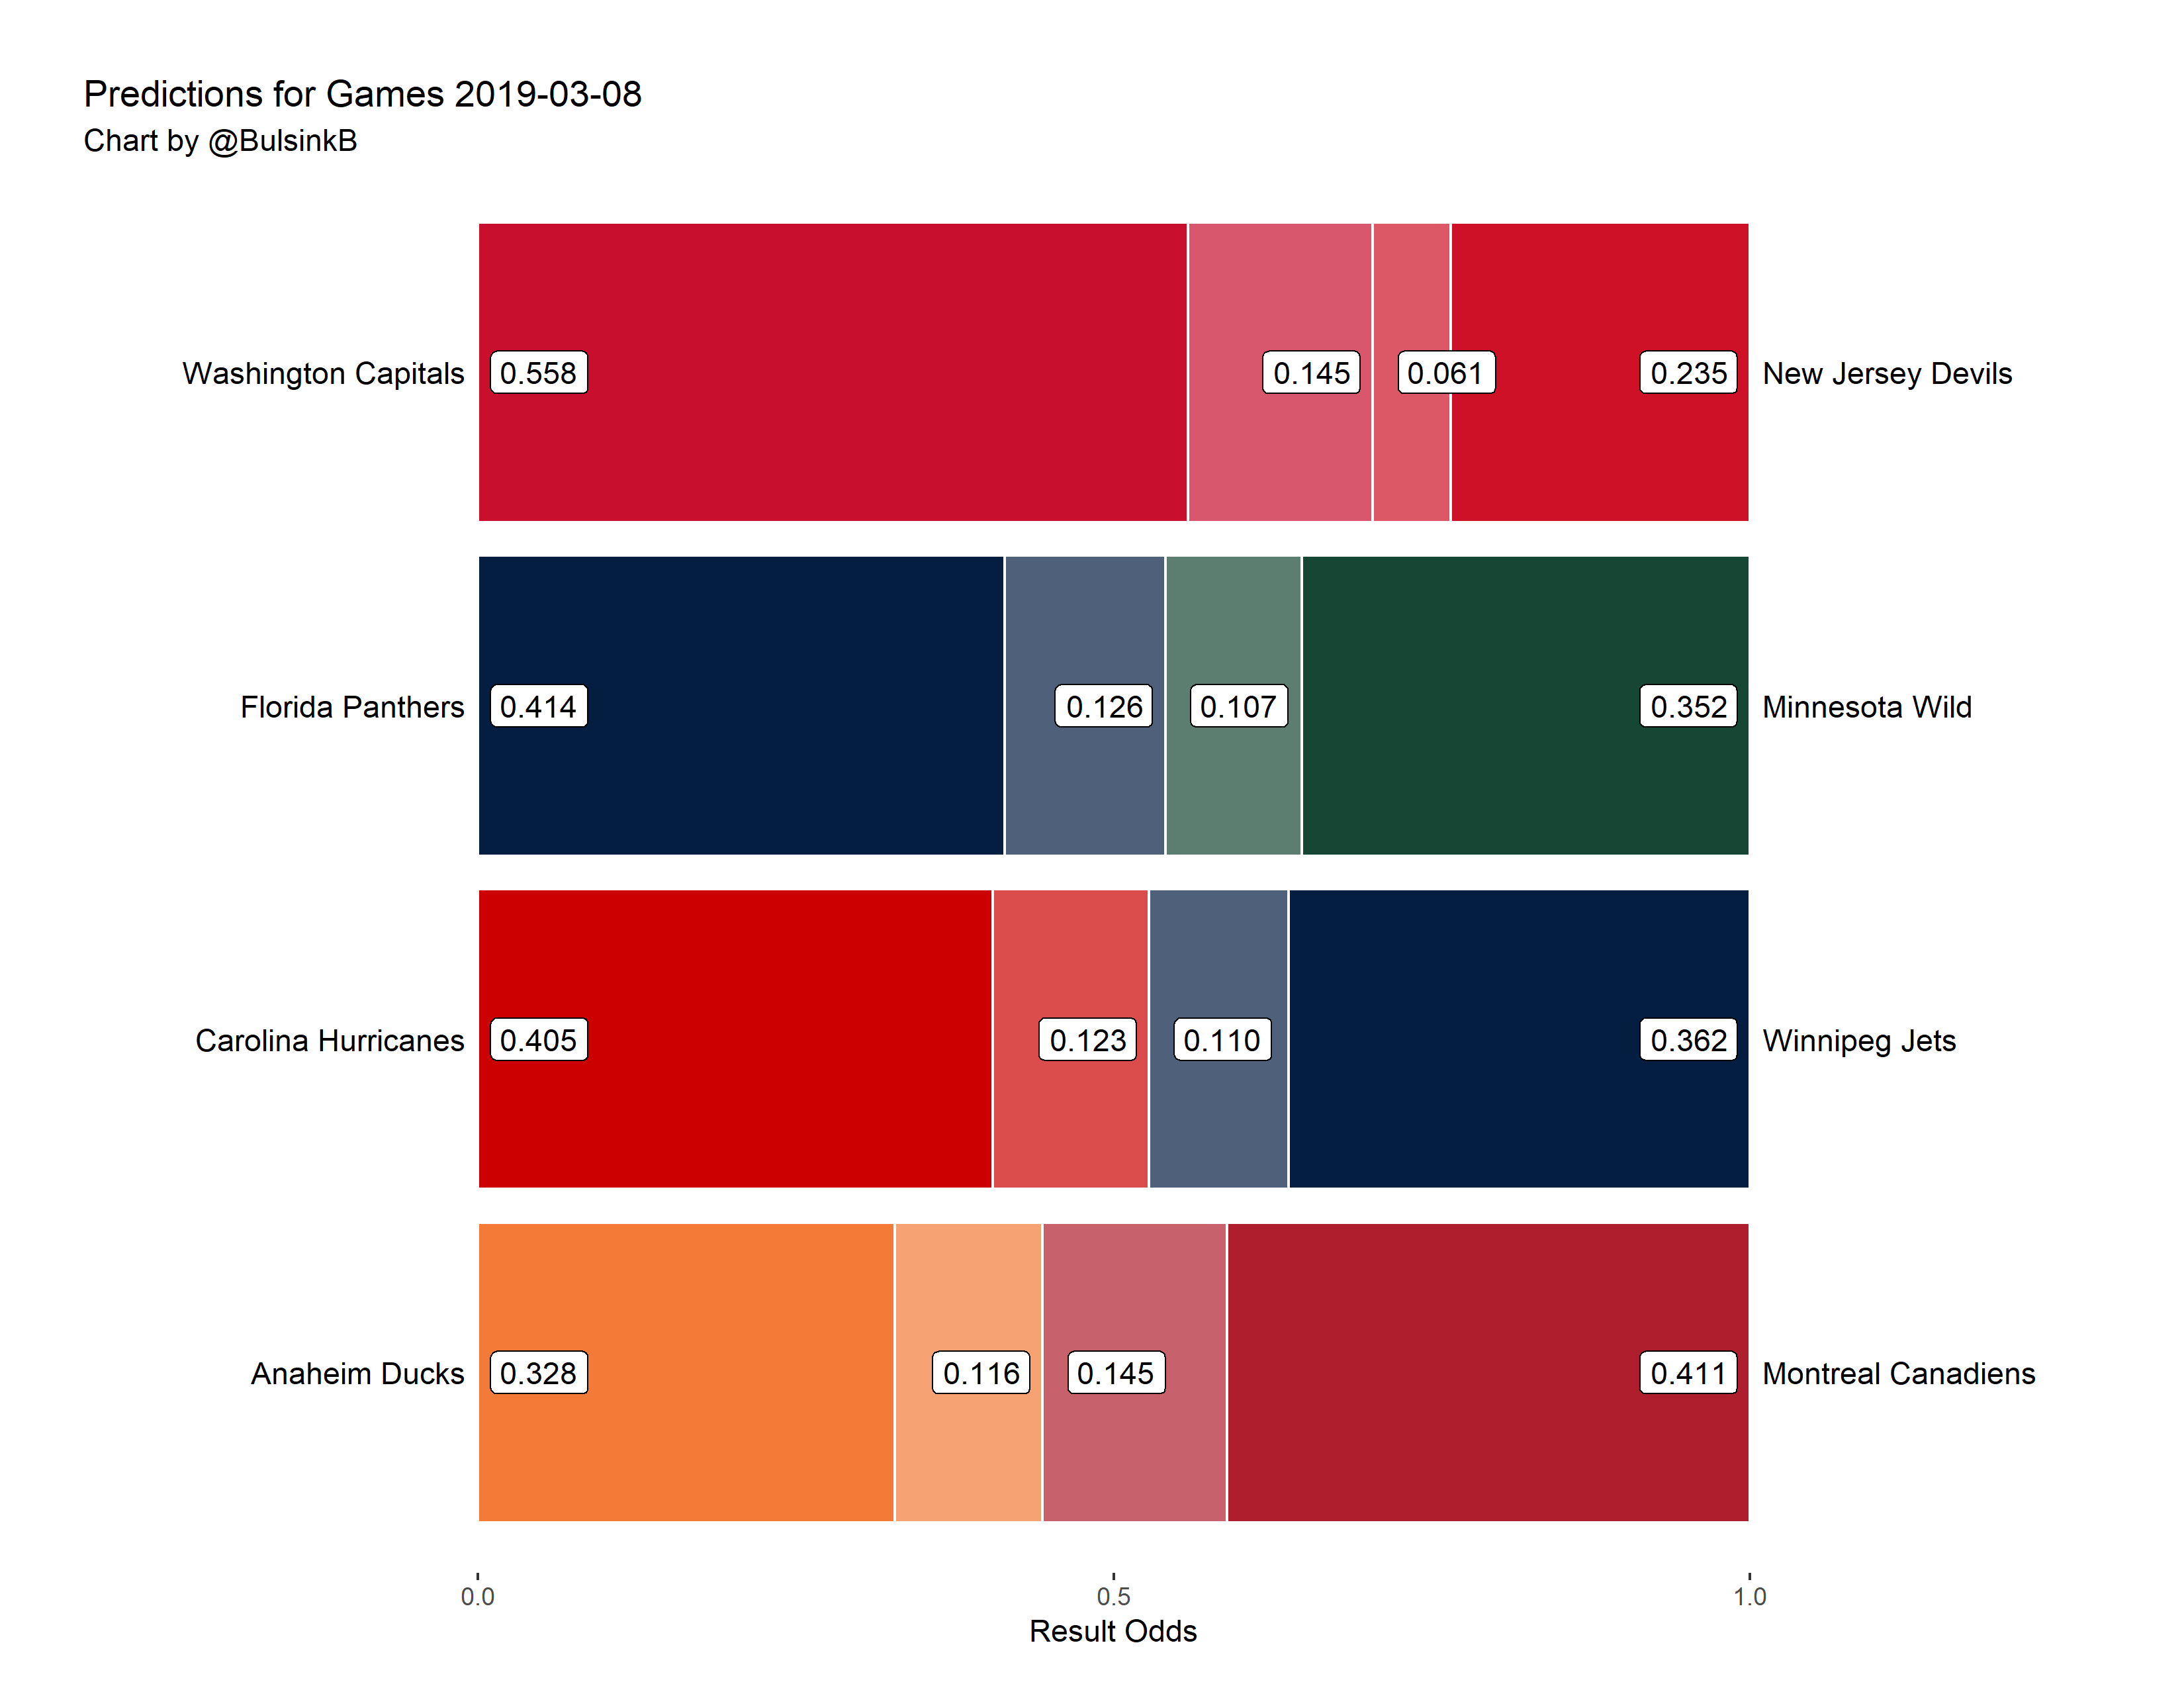 Predictions for Games 2019-03-08
Chart by @BulsinkB
Washington Capitals 0.558 0.145 0.061 0.235 New Jersey Devils
Florida Panthers 0.414 0.126 0.107 0.352 Minnesota Wild
Carolina Hurricanes 0.405 0.123 0.110 0.362 Winnipeg Jets
Anaheim Ducks 0.328 0.116 0.145 0.411 Montreal Canadiens
0.0 0.5 1.0
Result Odds